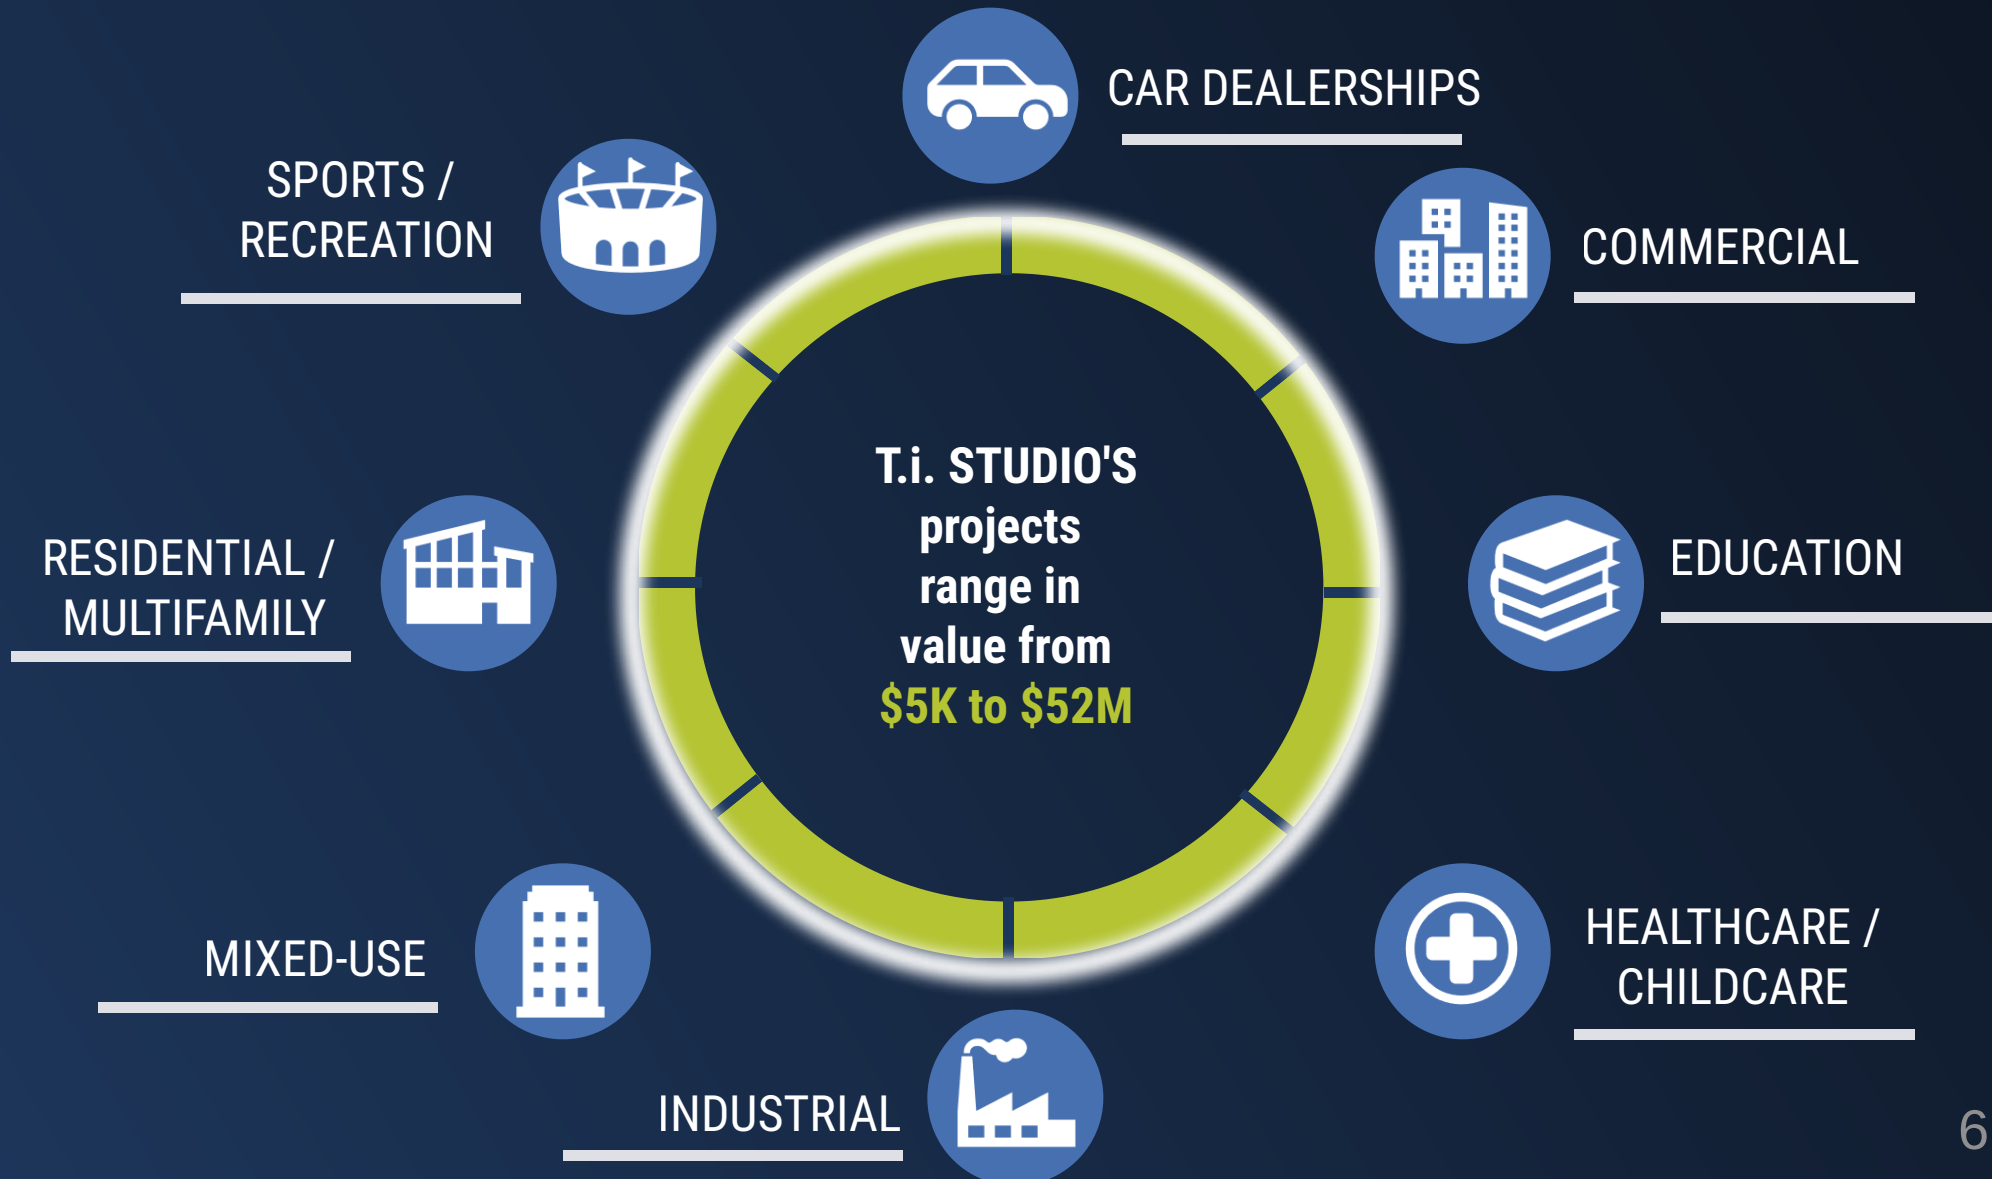 CAR DEALERSHIPS
SPORTS /
RECREATION
COMMERCIAL
T.i. STUDIO'S
projects
range in
value from
$5K to $52M
RESIDENTIAL /
MULTIFAMILY
EDUCATION
MIXED-USE
HEALTHCARE /
CHILDCARE
INDUSTRIAL
6